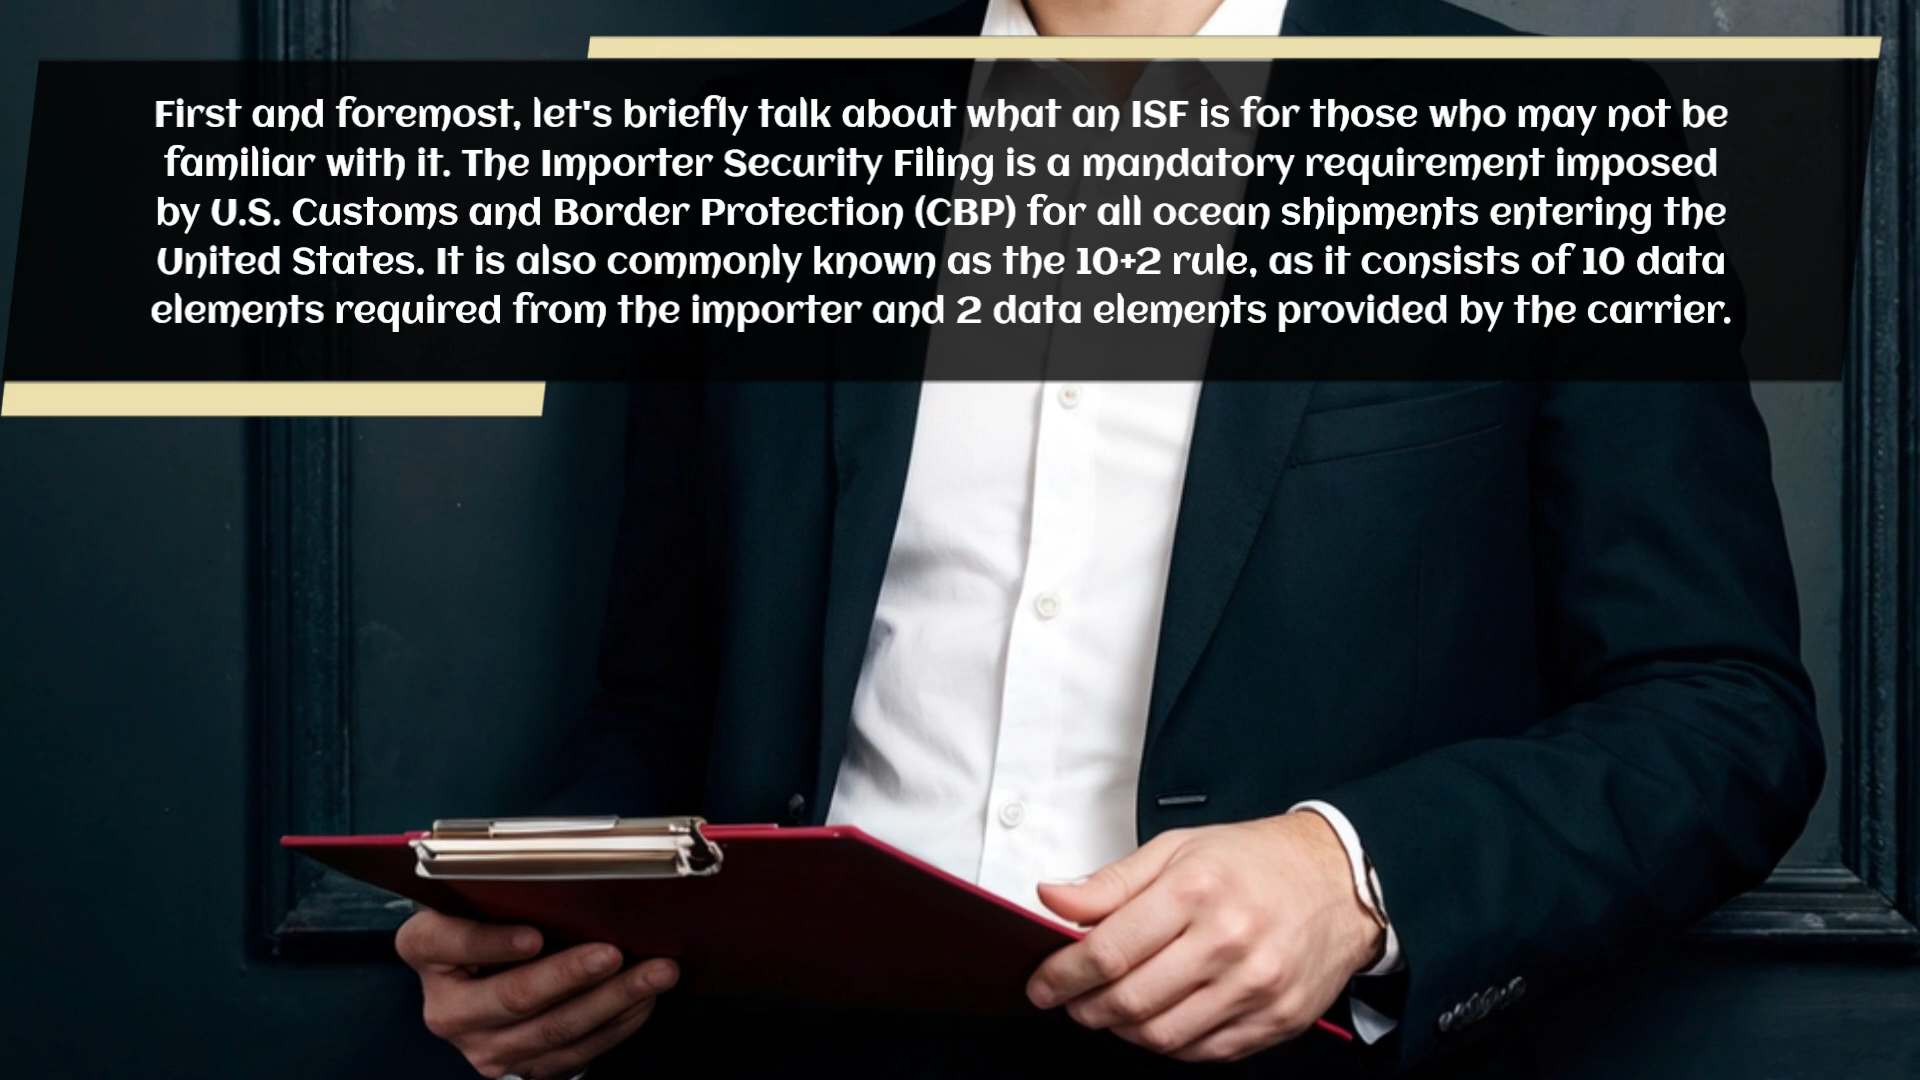 First and foremost, let's briefly talk about what an ISF is for those who may not be
familiar with it. The Importer Security Filing is a mandatory requirement imposed
by U.S. Customs and Border Protection (CBP) for all ocean shipments entering the
United States. It is also commonly known as the 10+2 rule, as it consists of 10 data
elements required from the importer and 2 data elements provided by the carrier.